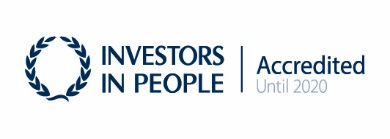 INVESTORS
IN PEOPLE
Accredited
Until 2020